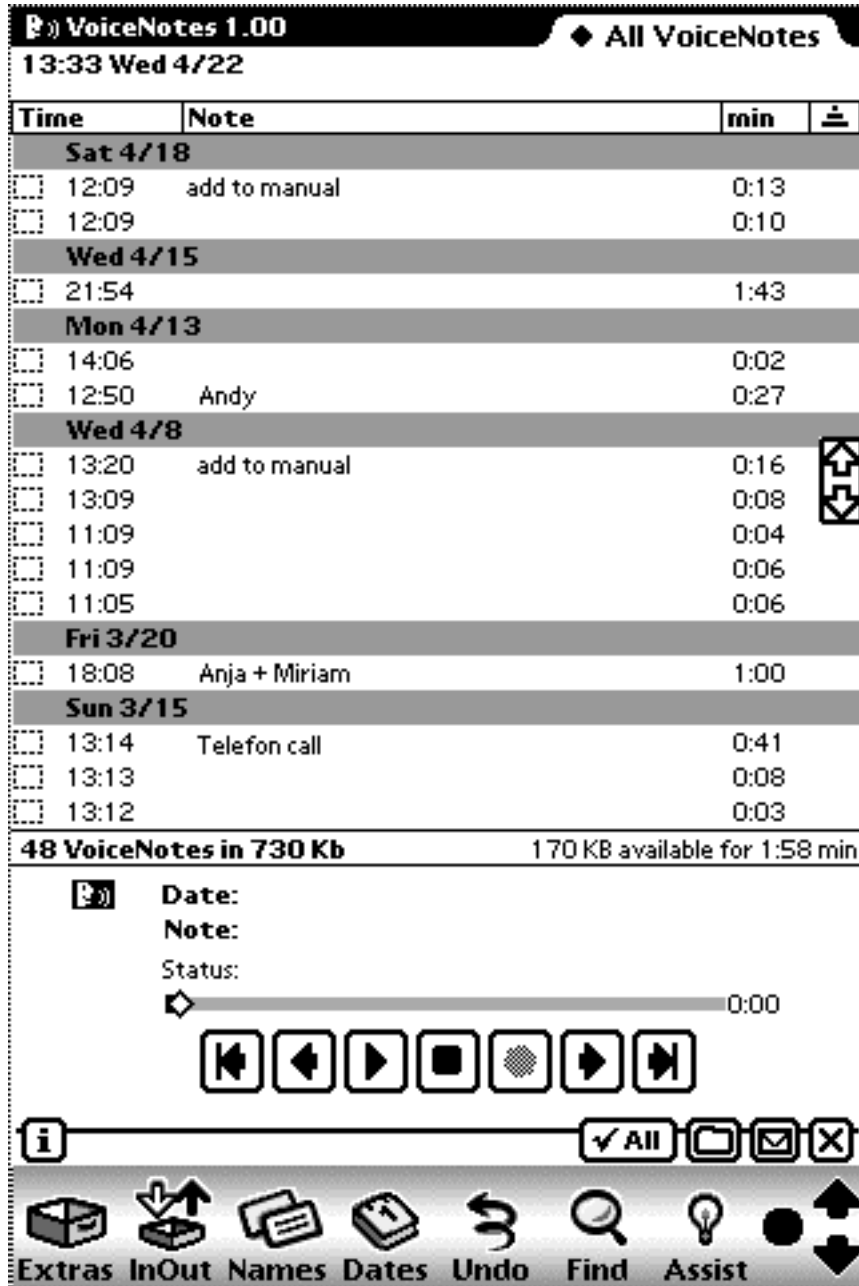 VoiceNotes 1.00 ◆ All VoiceNotes
13:33 Wed 4/22
Time Note min
Sat 4/18
12:09 add to manual 0:13
12:09 0:10
Wed 4/15
21:54 1:43
Mon 4/13
14:06 0:02
12:50 Andy 0:27
Wed 4/8
13:20 add to manual 0:16
13:09 0:08
11:09 0:04
11:09 0:06
11:05 0:06
Fri 3/20
18:08 Anja + Miriam 1:00
Sun 3/15
13:14 Telefon call 0:41
13:13 0:08
13:12 0:03
48 VoiceNotes in 730 Kb 170 KB available for 1:58 min
Date:
Note:
Status:
0:00
i ✓ All
Extras InOut Names Dates Undo Find Assist